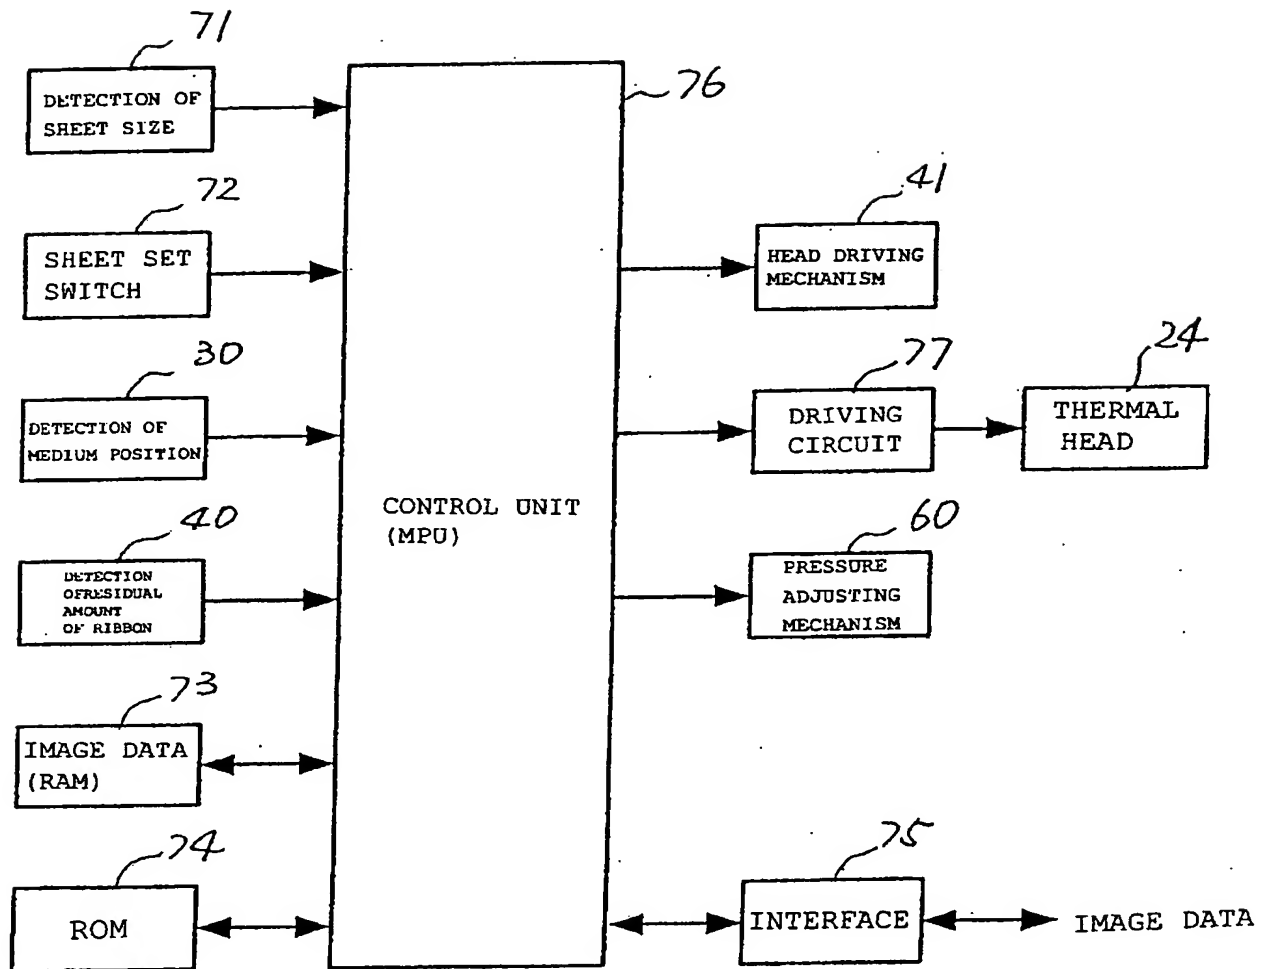 71
DETECTION OF
SHEET SIZE
76
72
SHEET SET
SWITCH
41
HEAD DRIVING
MECHANISM
30
DETECTION OF
MEDIUM POSITION
77
DRIVING
CIRCUIT
24
THERMAL
HEAD
CONTROL UNIT
(MPU)
40
DETECTION
OFRESIDUAL
AMOUNT
OF RIBBON
60
PRESSURE
ADJUSTING
MECHANISM
73
IMAGE DATA
(RAM)
74
ROM
75
INTERFACE
IMAGE DATA